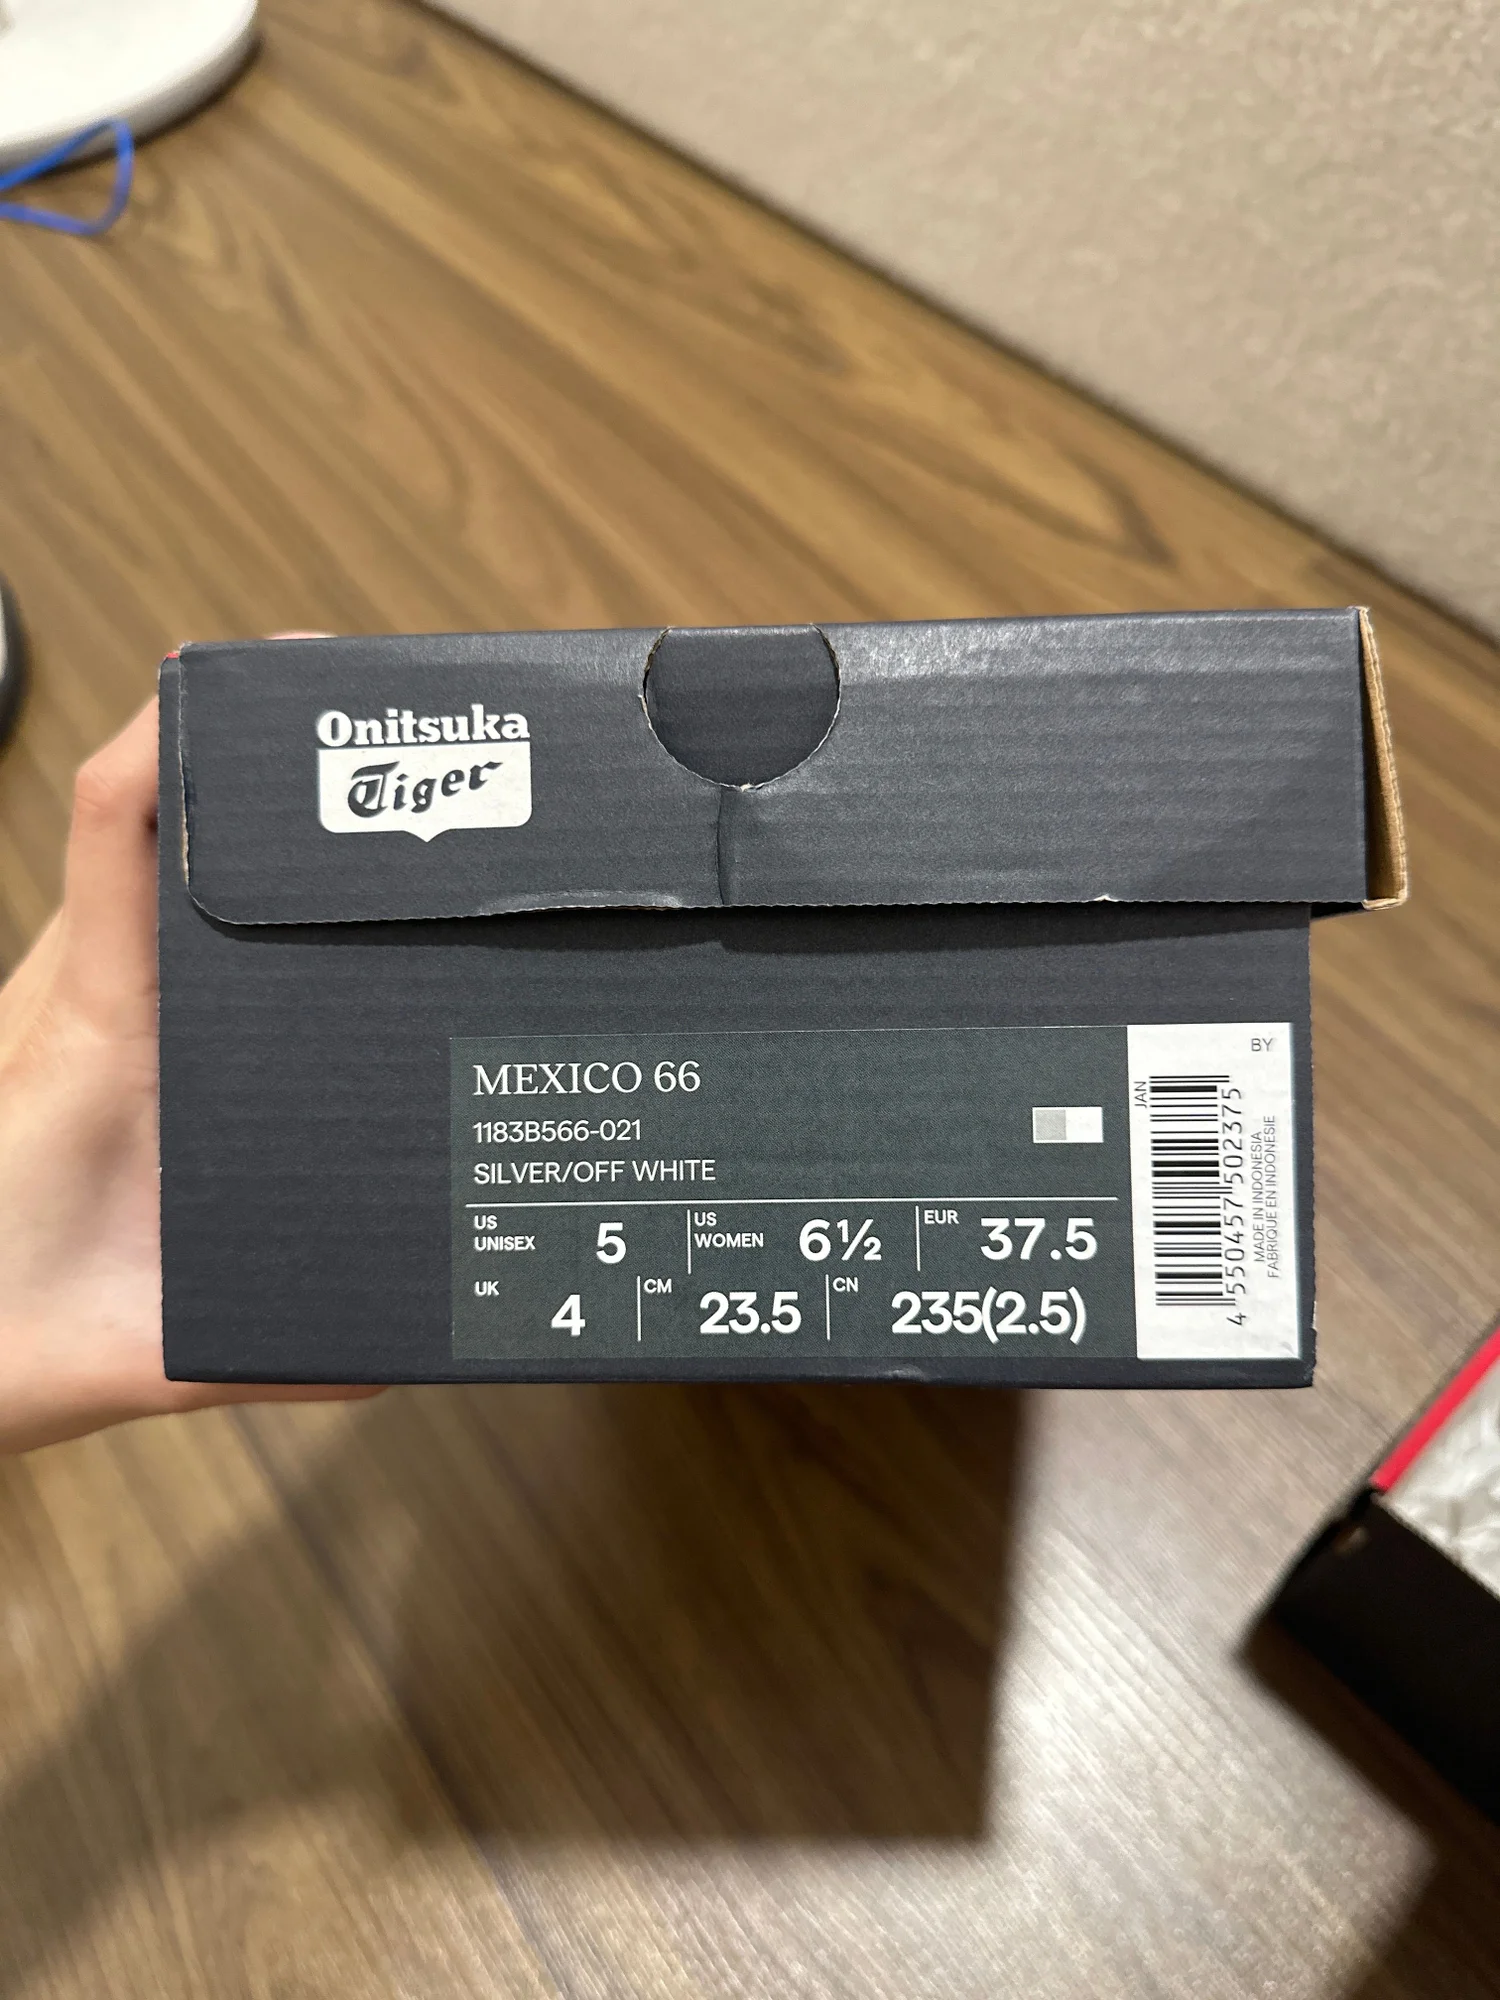 Onitsuka
Tiger
MEXICO 66
1183B566-021
SILVER/OFF WHITE
US UNISEX 5
US WOMEN 6½
EUR 37.5
UK 4
CM 23.5
CN 235(2.5)
BY
JAN
4 550457 502375
MADE IN INDONESIA
FABRIQUE EN INDONESIE